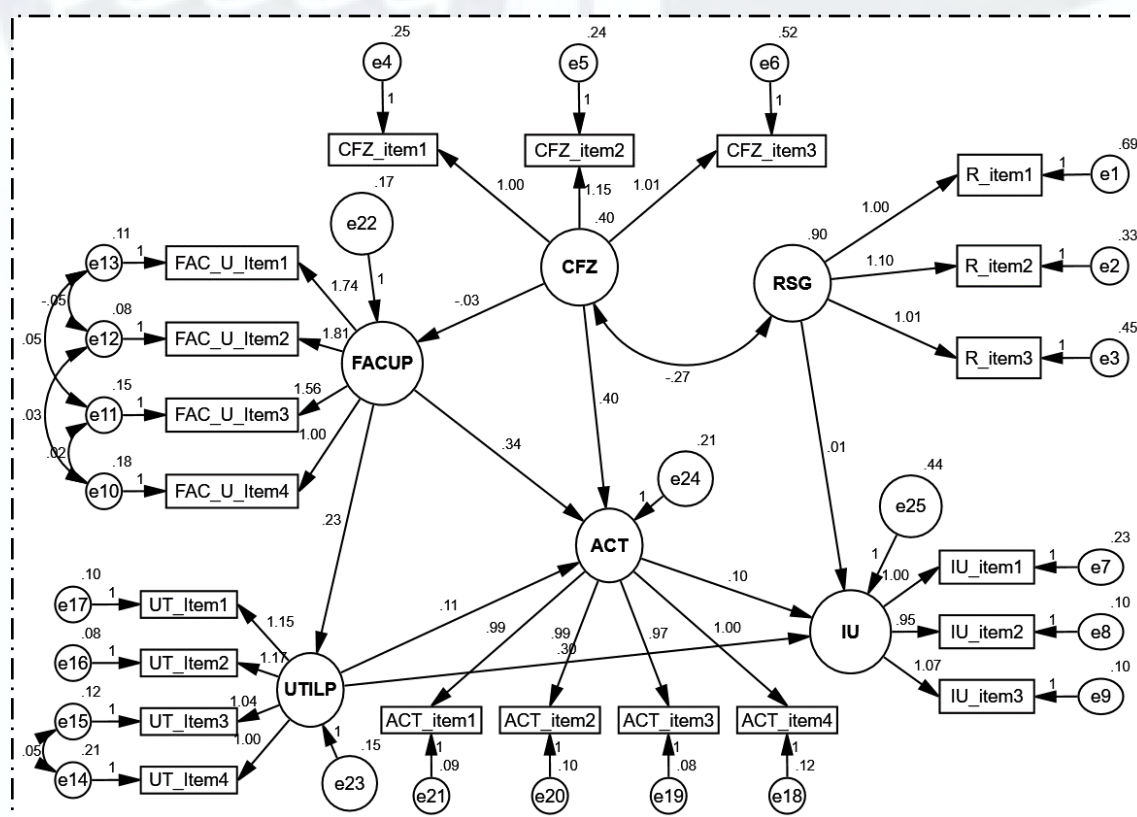 .25
e4
1
CFZ_item1
.24
e5
1
CFZ_item2
.52
e6
1
CFZ_item3
1.00
1.15
1.01
.40
CFZ
.69
R_item1
1
e1
.33
R_item2
1
e2
.45
R_item3
1
e3
1.00
1.10
1.01
.90
RSG
-.27
.17
e22
1
-.03
.11
e13
1
FAC_U_Item1
.08
e12
1
FAC_U_Item2
.15
e11
1
FAC_U_Item3
.18
e10
1
FAC_U_Item4
-.05
.05
.03
.02
1.74
1.81
1.56
1.00
FACUP
.40
.34
.23
.01
.21
e24
1
ACT
.44
e25
1
IU
1.00
.95
1.07
IU_item1
1
e7
.23
IU_item2
1
e8
.10
IU_item3
1
e9
.10
.10
.11
.30
.10
e17
1
UT_Item1
.08
e16
1
UT_Item2
.12
e15
1
UT_Item3
.21
e14
1
UT_Item4
.05
1.15
1.17
1.04
1.00
UTILP
1
.15
e23
.99
.99
.97
1.00
ACT_item1
ACT_item2
ACT_item3
ACT_item4
1
.09
e21
1
.10
e20
1
.08
e19
1
.12
e18